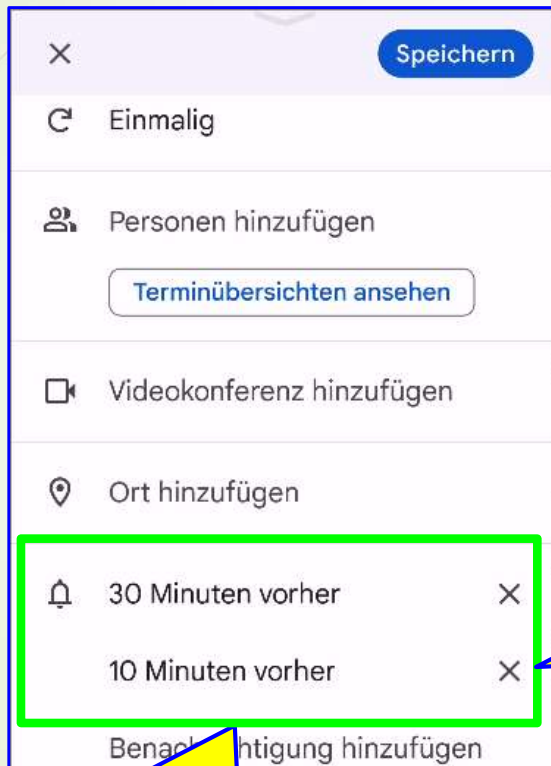 Speichern
Einmalig
Personen hinzufügen
Terminübersichten ansehen
Videokonferenz hinzufügen
Ort hinzufügen
30 Minuten vorher
10 Minuten vorher
hinzufügen